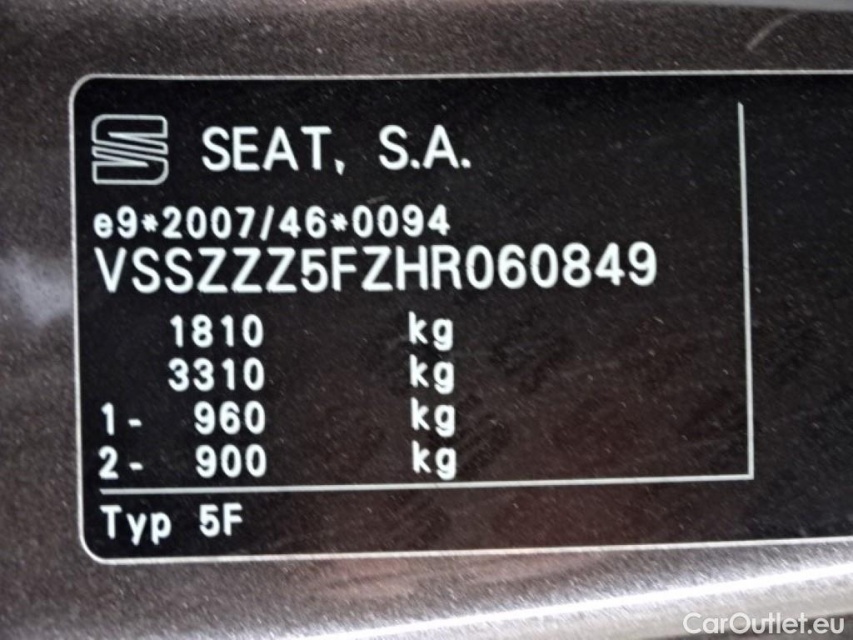 SEAT, S.A.
e9*2007/46*0094
VSSZZZ5FZHR060849
1810 kg
3310 kg
1- 960 kg
2- 900 kg
Typ 5F
CarOutlet.eu